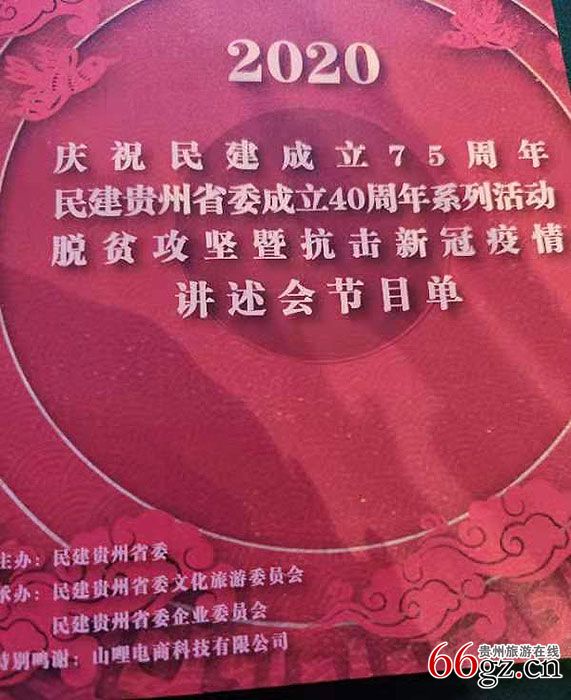 2020
庆祝民建成立75周年
民建贵州省委成立40周年系列活动
脱贫攻坚暨抗击新冠疫情
讲述会节目单
主办：民建贵州省委
承办：民建贵州省委文化旅游委员会
民建贵州省委企业委员会
特别鸣谢：山哩电商科技有限公司
贵州旅游在线
66gz.cn